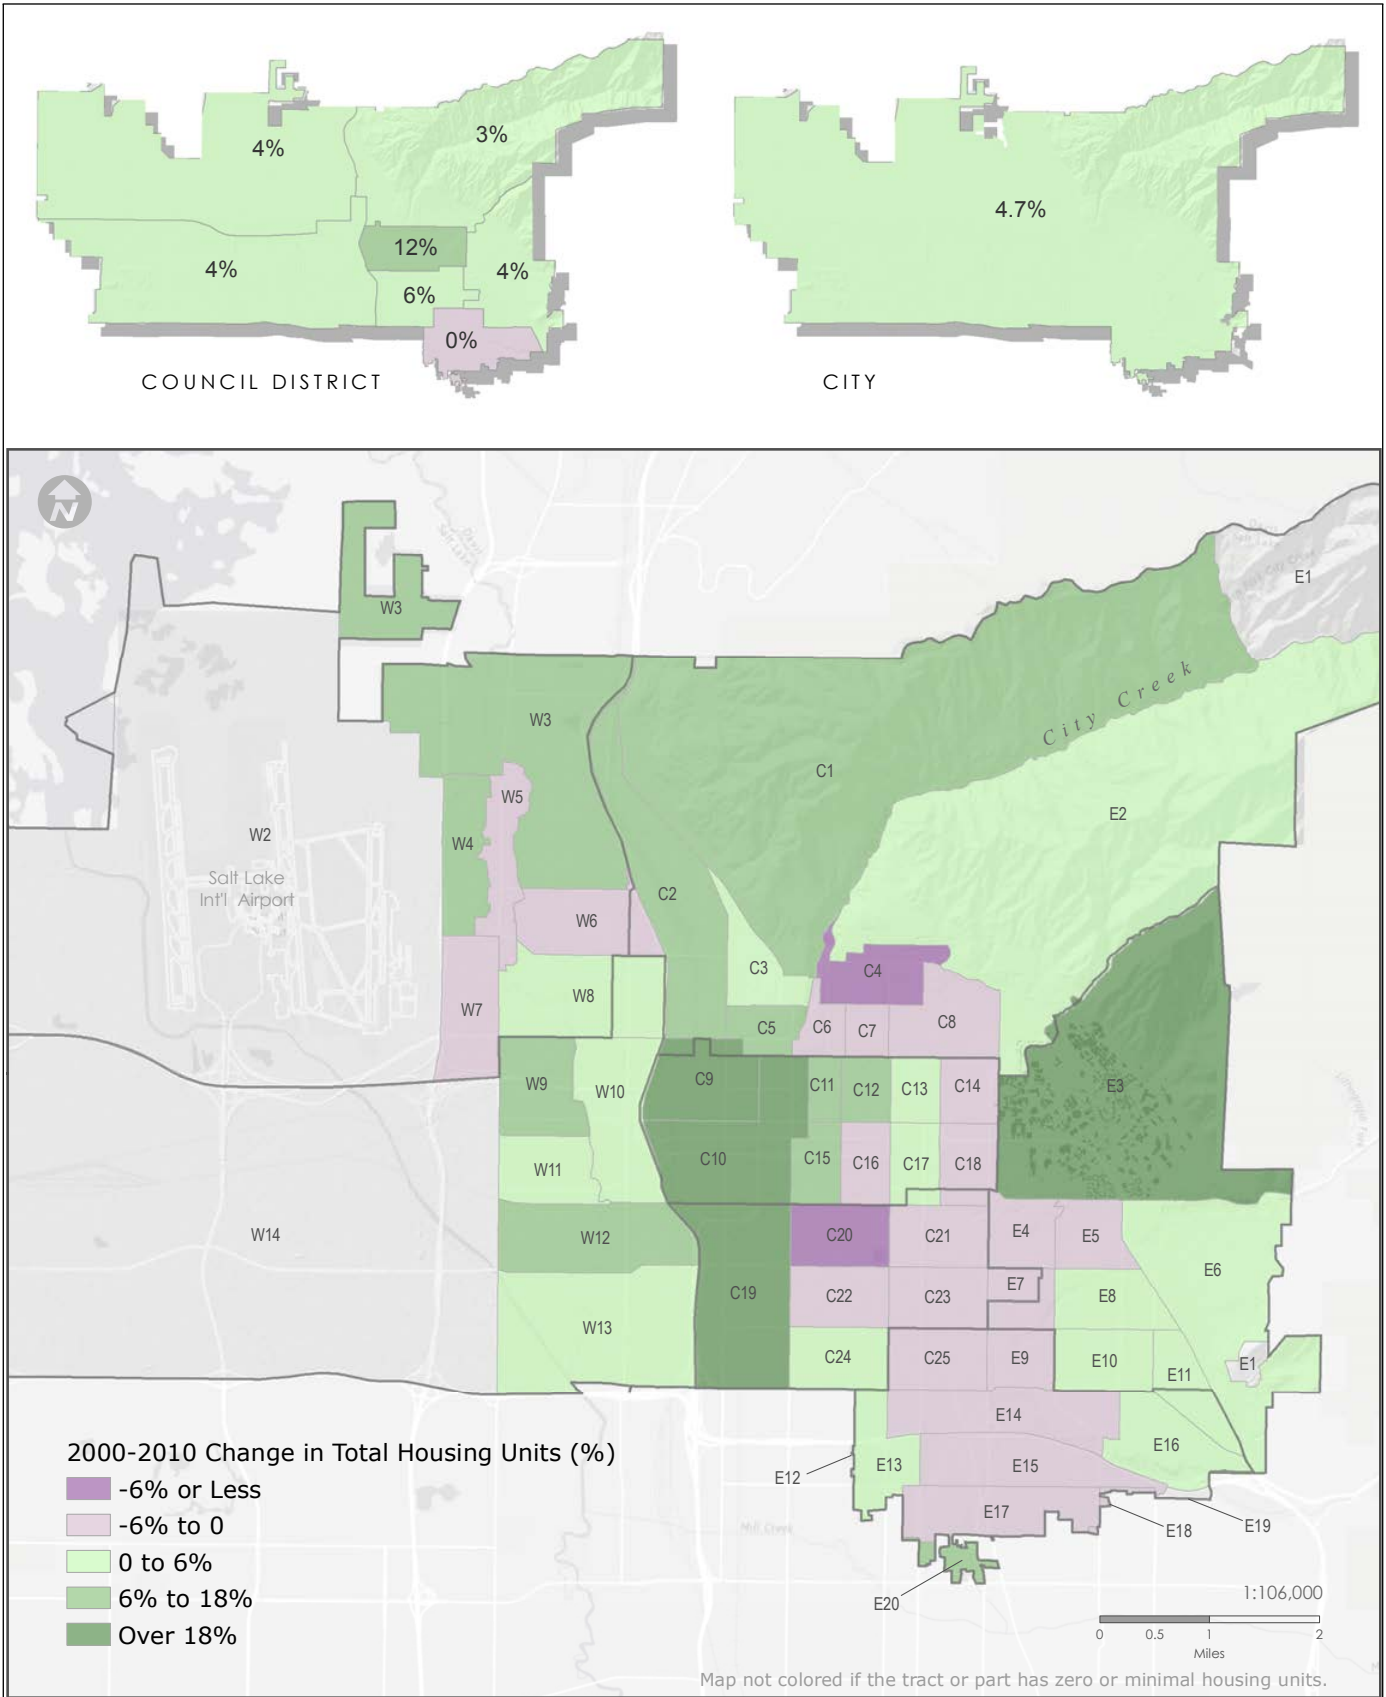 4%
3%
12%
4%
4%
6%
0%
COUNCIL DISTRICT
4.7%
CITY
N
E1
W3
City Creek
W3
C1
W5
E2
W2
W4
Salt Lake
Int'l Airport
C2
W6
C3
C4
W8
W7
C5
C6
C7
C8
C9
C11
C12
C13
C14
E3
W9
W10
C10
C15
C16
C17
C18
W11
W14
W12
C20
C21
E4
E5
E6
C19
C22
C23
E7
E8
W13
C24
C25
E9
E10
E11
E1
E14
E16
E13
E15
E12
E17
E18
E19
E20
Mill Creek
2000-2010 Change in Total Housing Units (%)
-6% or Less
-6% to 0
0 to 6%
6% to 18%
Over 18%
1:106,000
0 0.5 1 2
Miles
Map not colored if the tract or part has zero or minimal housing units.